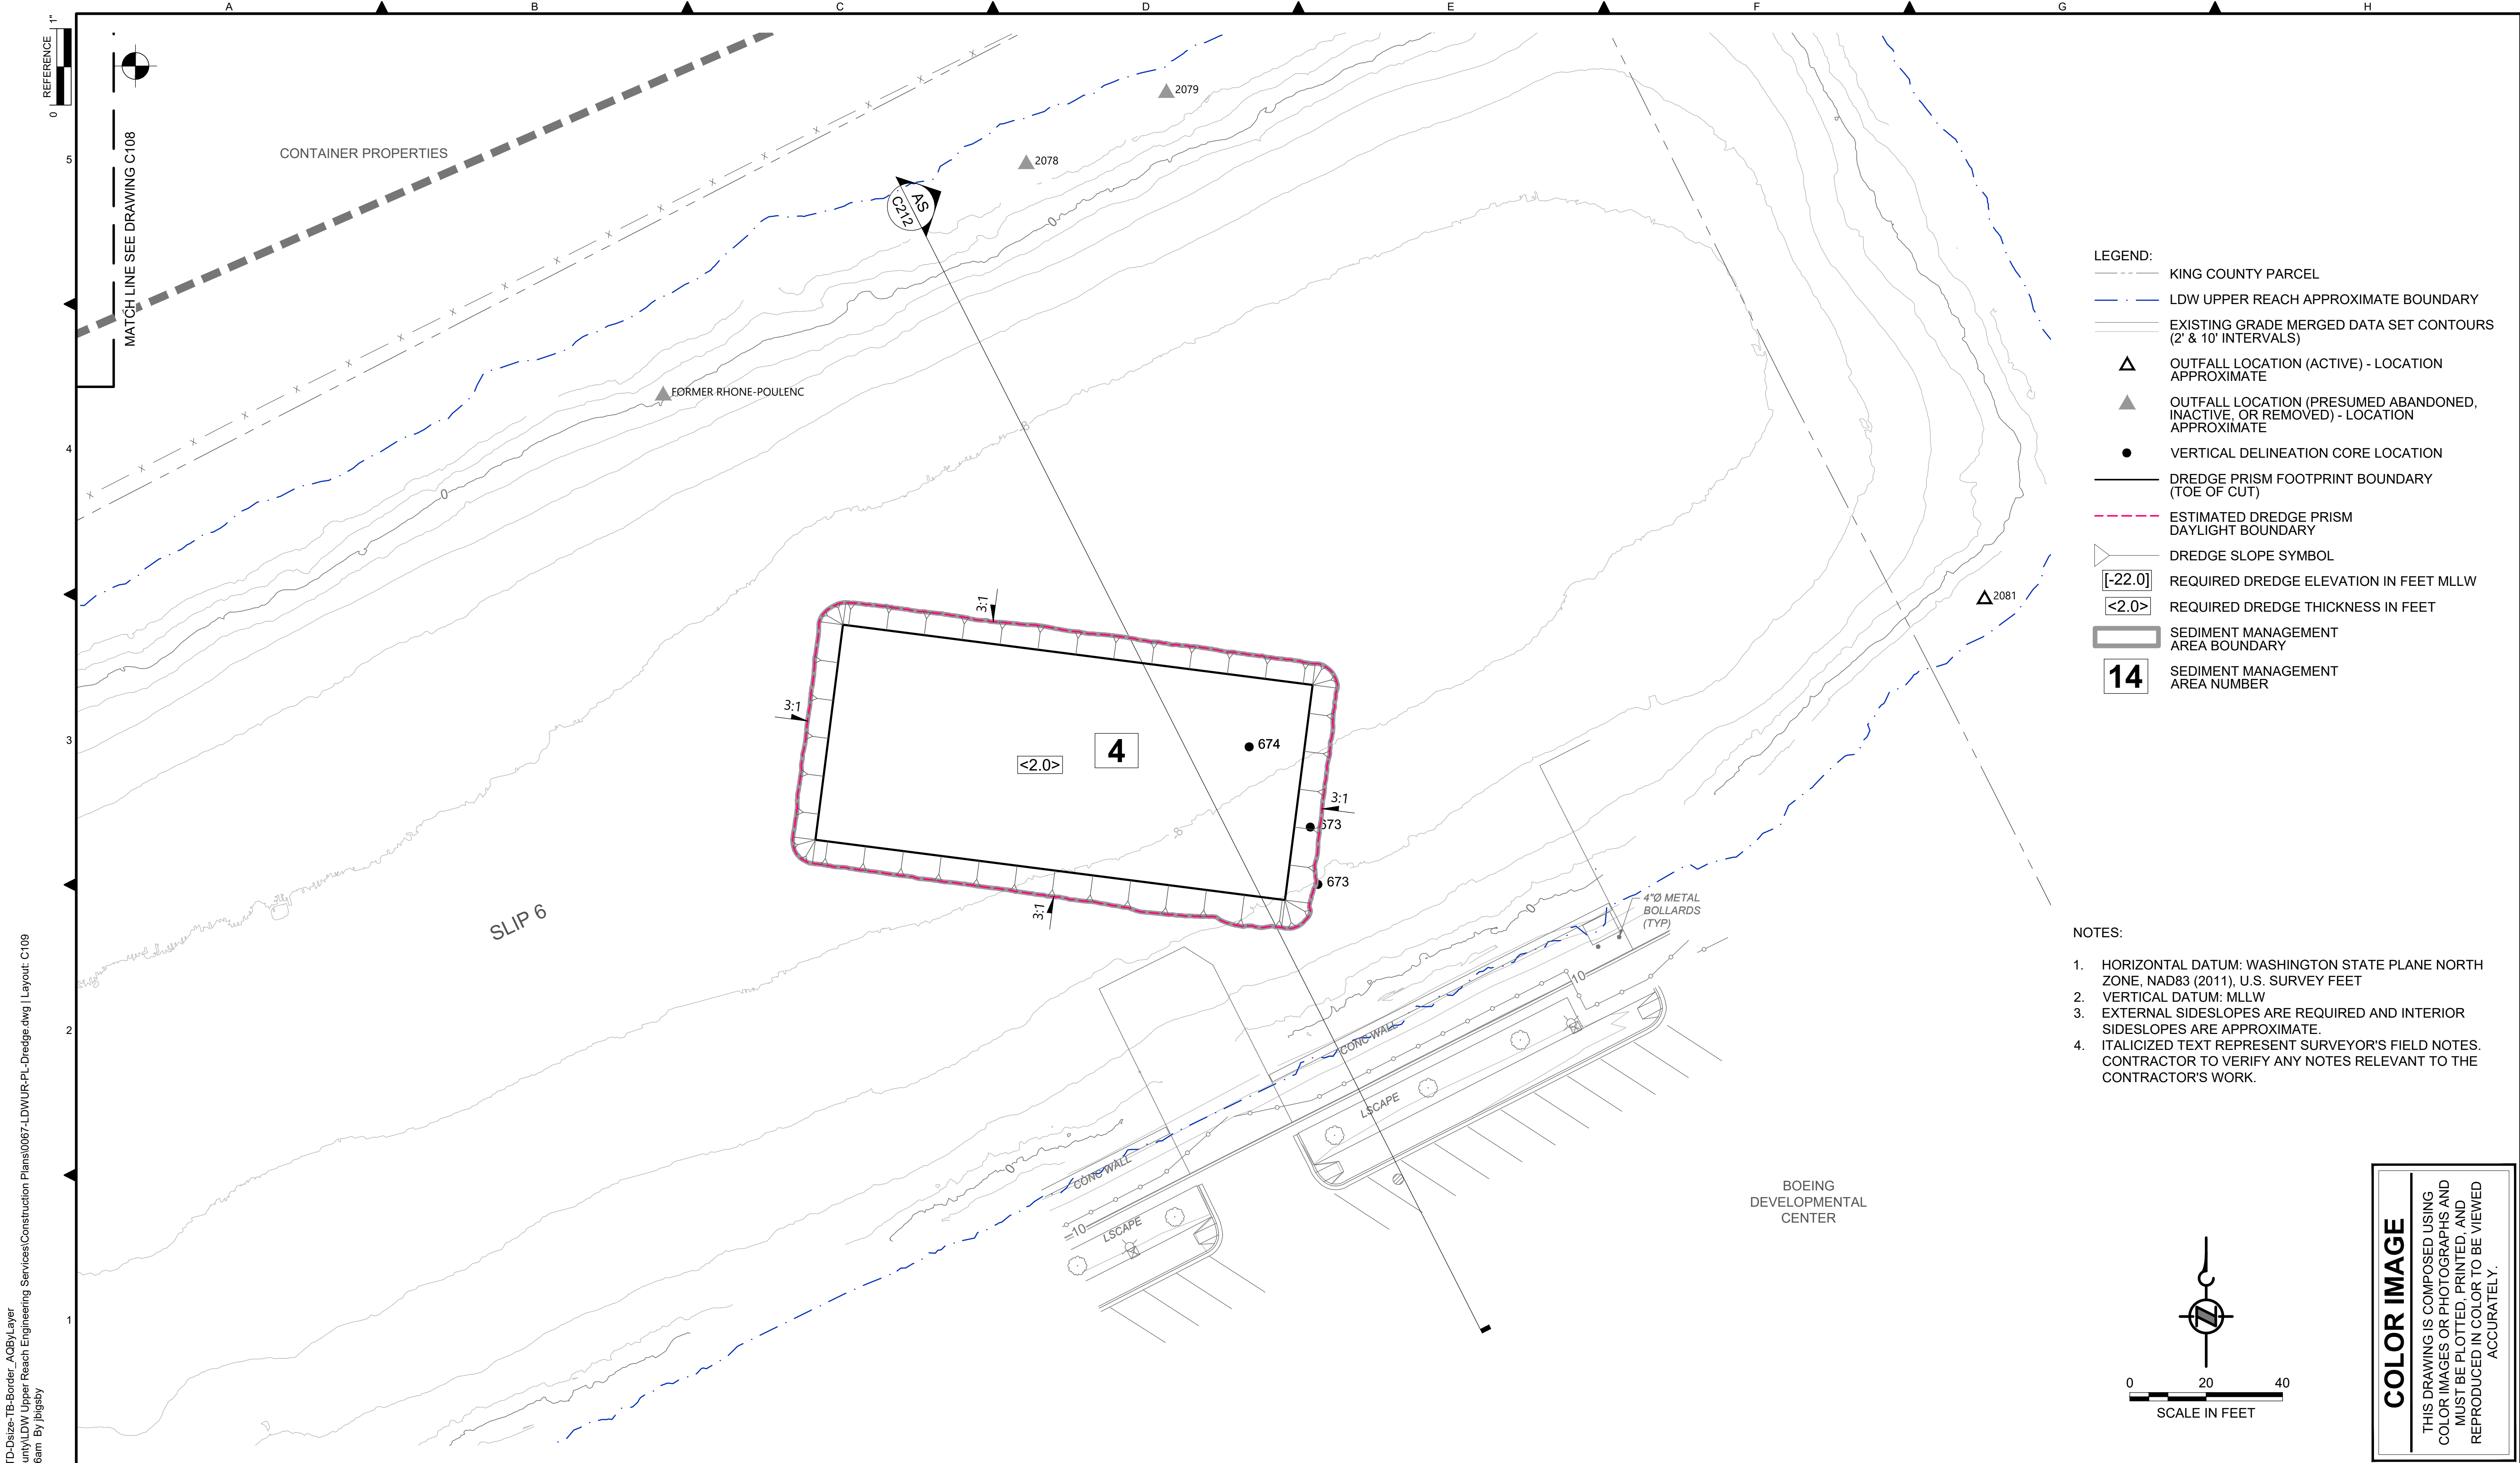 A
B
C
D
E
F
G
H
REFERENCE
0
1"
5
4
3
2
1
MATCH LINE SEE DRAWING C108
CONTAINER PROPERTIES
2079
2078
AS
C212
0
FORMER RHONE-POULENC
0
-8
3:1
3:1
3:1
3:1
<2.0>
4
674
673
673
-8
SLIP 6
2081
4"Ø METAL
BOLLARDS
(TYP)
0
10
CONC WALL
LSCAPE
0
CONC WALL
10
LSCAPE
BOEING
DEVELOPMENTAL
CENTER
LEGEND:
KING COUNTY PARCEL
LDW UPPER REACH APPROXIMATE BOUNDARY
EXISTING GRADE MERGED DATA SET CONTOURS
(2' & 10' INTERVALS)
OUTFALL LOCATION (ACTIVE) - LOCATION
APPROXIMATE
OUTFALL LOCATION (PRESUMED ABANDONED,
INACTIVE, OR REMOVED) - LOCATION
APPROXIMATE
VERTICAL DELINEATION CORE LOCATION
DREDGE PRISM FOOTPRINT BOUNDARY
(TOE OF CUT)
ESTIMATED DREDGE PRISM
DAYLIGHT BOUNDARY
DREDGE SLOPE SYMBOL
[-22.0] REQUIRED DREDGE ELEVATION IN FEET MLLW
<2.0> REQUIRED DREDGE THICKNESS IN FEET
SEDIMENT MANAGEMENT
AREA BOUNDARY
14 SEDIMENT MANAGEMENT
AREA NUMBER
NOTES:
1. HORIZONTAL DATUM: WASHINGTON STATE PLANE NORTH
ZONE, NAD83 (2011), U.S. SURVEY FEET
2. VERTICAL DATUM: MLLW
3. EXTERNAL SIDESLOPES ARE REQUIRED AND INTERIOR
SIDESLOPES ARE APPROXIMATE.
4. ITALICIZED TEXT REPRESENT SURVEYOR'S FIELD NOTES.
CONTRACTOR TO VERIFY ANY NOTES RELEVANT TO THE
CONTRACTOR'S WORK.
0 20 40
SCALE IN FEET
COLOR IMAGE
THIS DRAWING IS COMPOSED USING
COLOR IMAGES OR PHOTOGRAPHS AND
MUST BE PLOTTED, PRINTED, AND
REPRODUCED IN COLOR TO BE VIEWED
ACCURATELY.
TD-Dsize-TB-Border_AQByLayer
unty\LDW Upper Reach Engineering Services\Construction Plans\0067-LDWUR-PL-Dredge.dwg | Layout: C109
6am By jbigsby